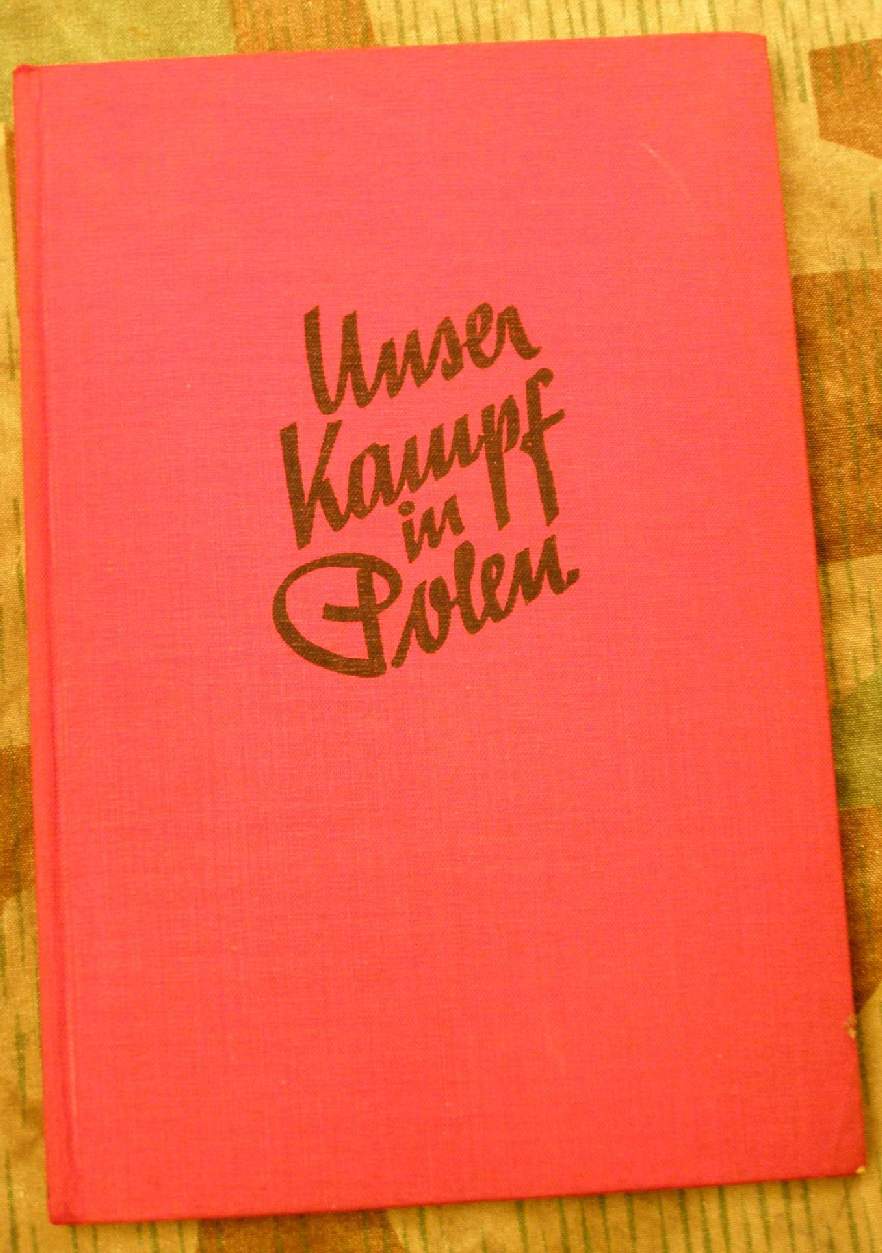 Unser
Kampf
in
Polen